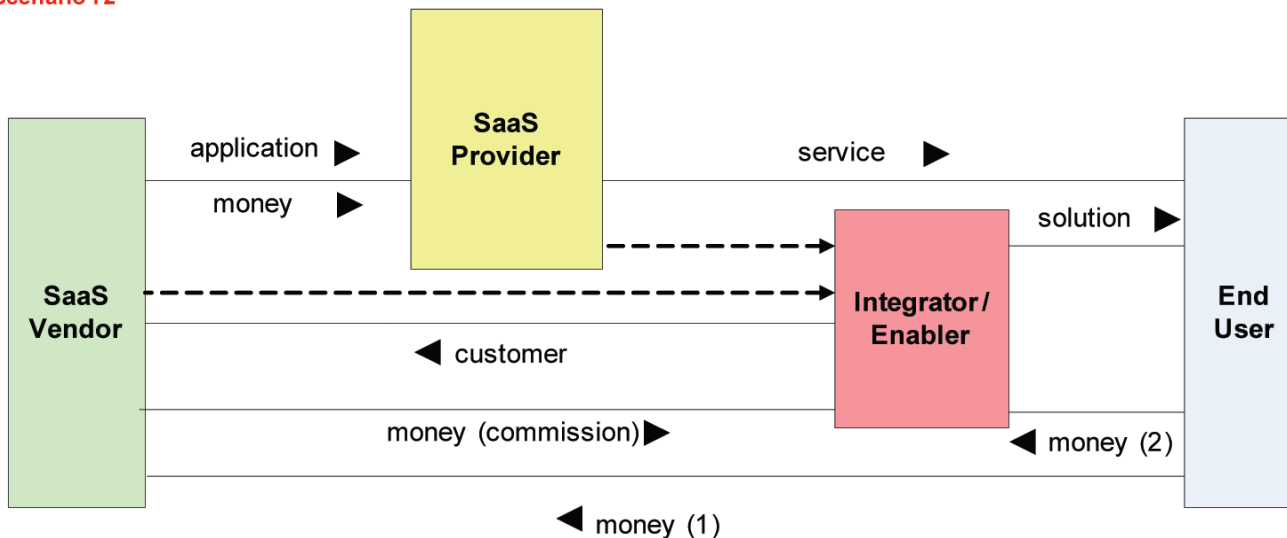 SaaS
Provider
application
service
money
solution
SaaS
Vendor
Integrator/
Enabler
End
User
customer
money (commission)
money (2)
money (1)